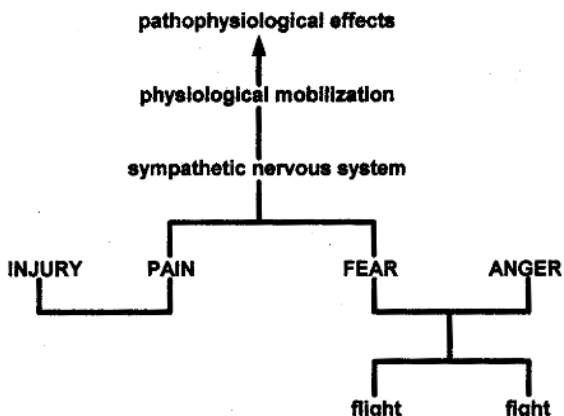 pathophysiological effects
physiological mobilization
sympathetic nervous system
INJURY PAIN FEAR ANGER
flight fight